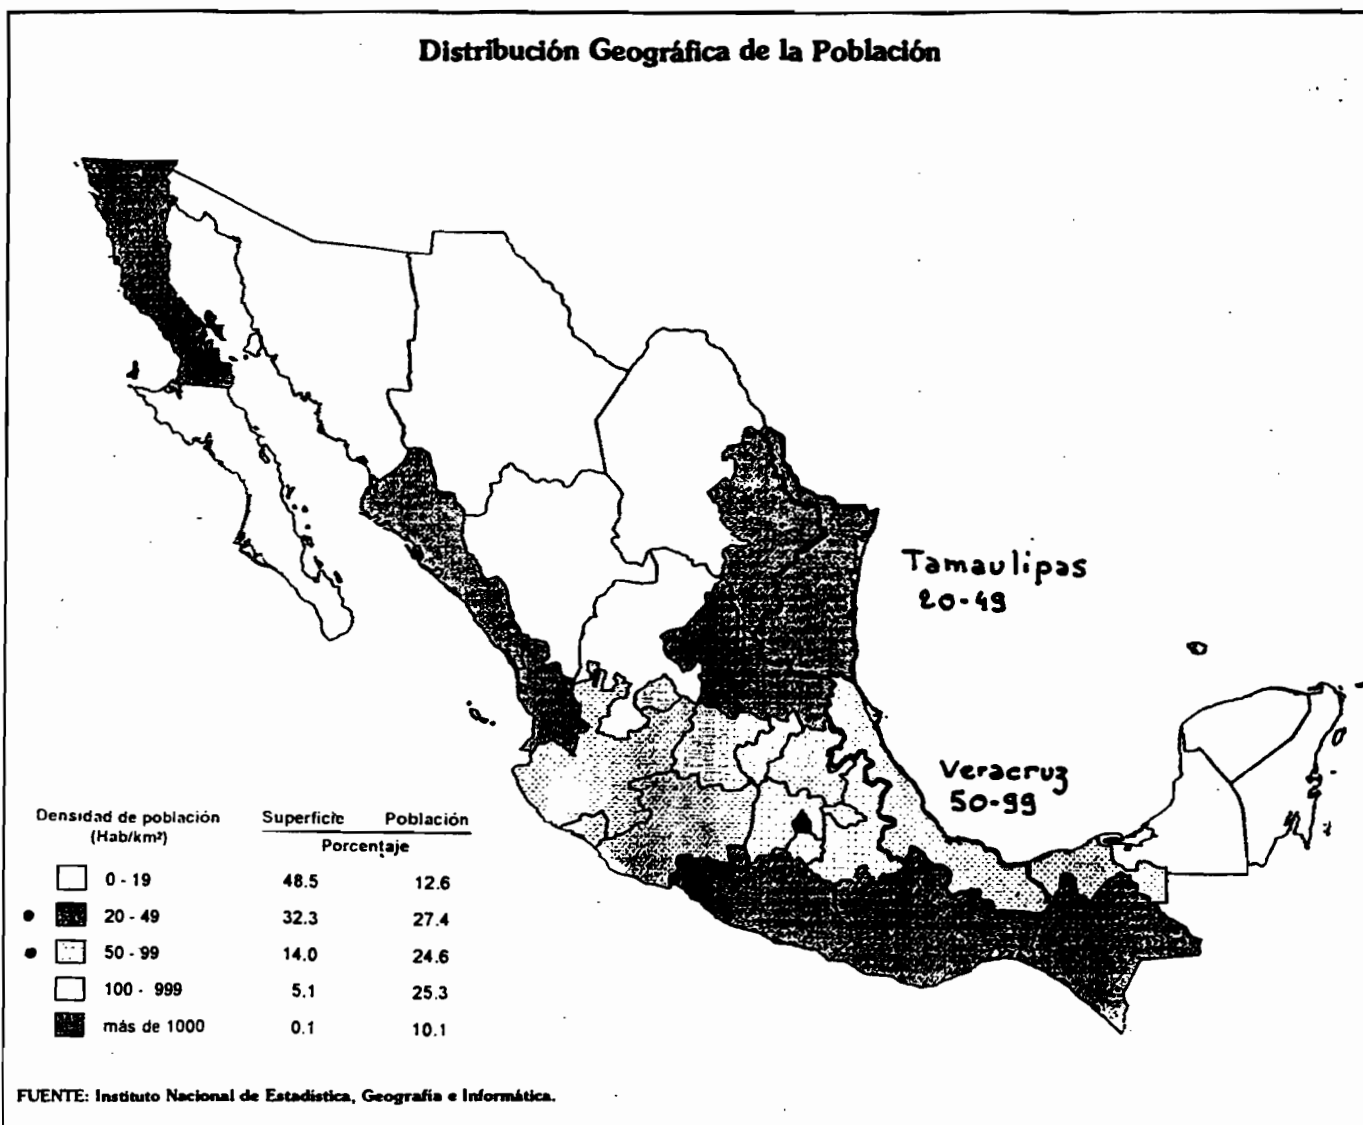 Distribución Geográfica de la Población
Tamaulipas
20-49
Veracruz
50-99
Densidad de población
(Hab/km²)
Superficie Población
Porcentaje
0 - 19 48.5 12.6
20 - 49 32.3 27.4
50 - 99 14.0 24.6
100 - 999 5.1 25.3
más de 1000 0.1 10.1
FUENTE: Instituto Nacional de Estadística, Geografía e Informática.